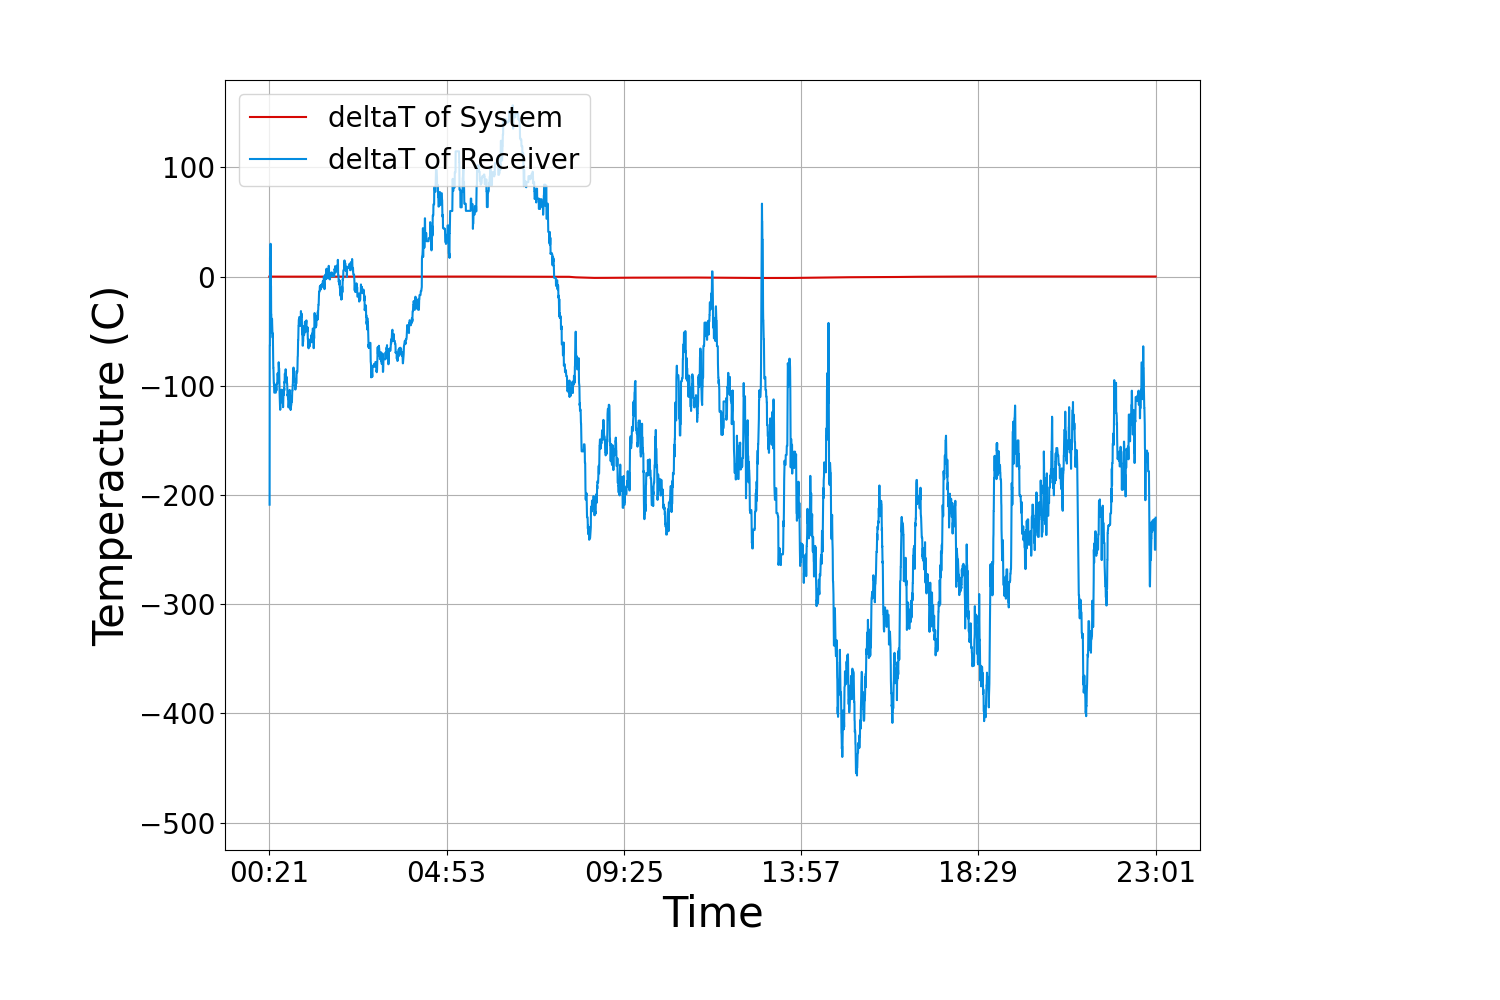 deltaT of System
deltaT of Receiver
100
0
−100
−200
−300
−400
−500
Temperacture (C)
00:21 04:53 09:25 13:57 18:29 23:01
Time